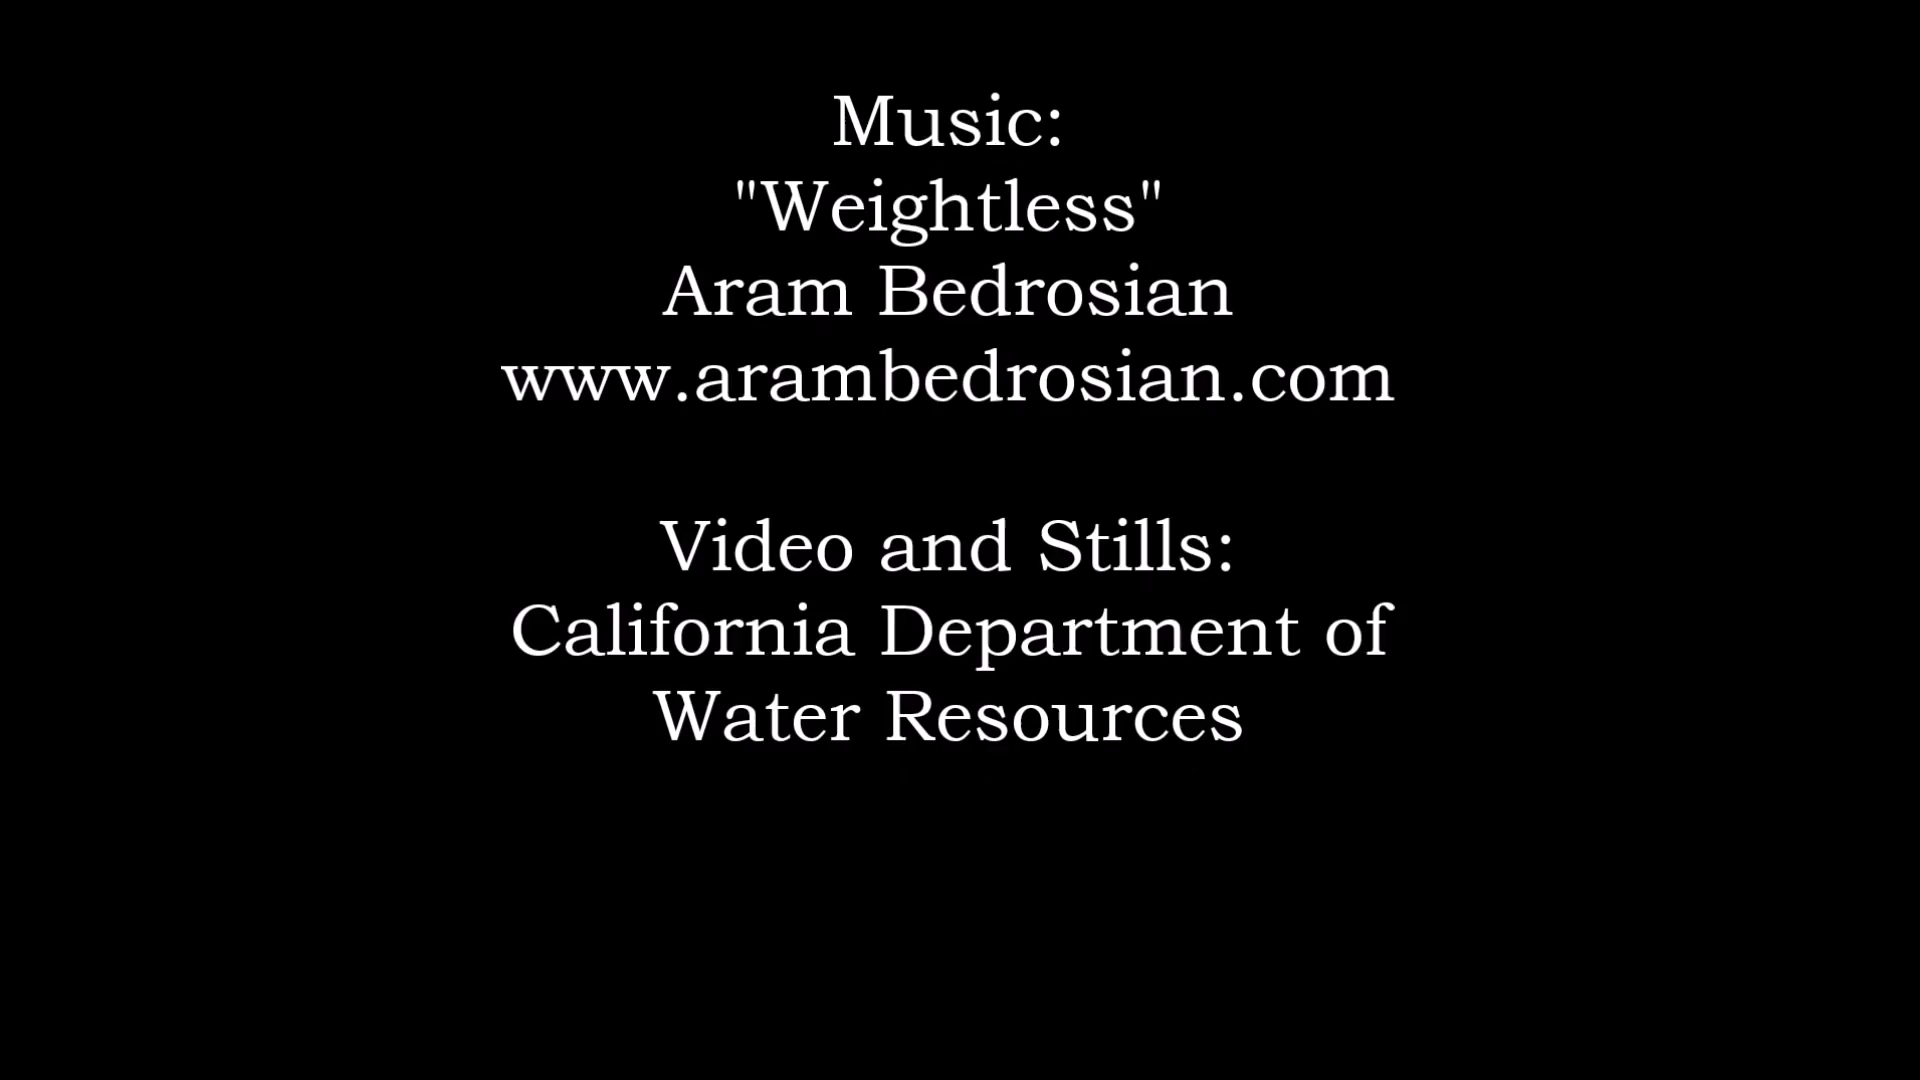 Music:
"Weightless"
Aram Bedrosian
www.arambedrosian.com
Video and Stills:
California Department of
Water Resources